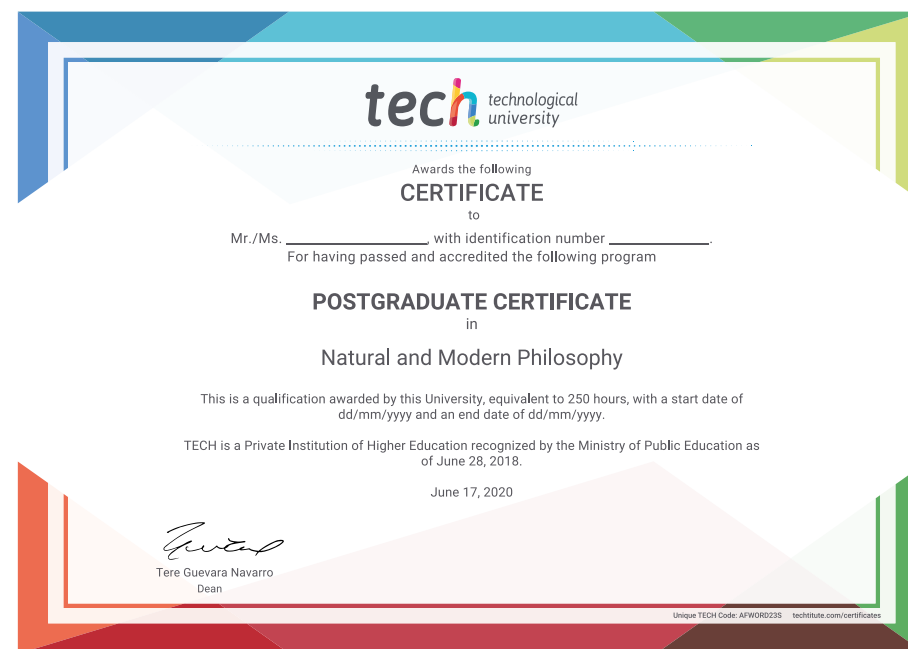 tech technological
university
Awards the following
CERTIFICATE
to
Mr./Ms. ____________________, with identification number ______________.
For having passed and accredited the following program
POSTGRADUATE CERTIFICATE
in
Natural and Modern Philosophy
This is a qualification awarded by this University, equivalent to 250 hours, with a start date of
dd/mm/yyyy and an end date of dd/mm/yyyy.
TECH is a Private Institution of Higher Education recognized by the Ministry of Public Education as
of June 28, 2018.
June 17, 2020
Tere Guevara Navarro
Dean
Unique TECH Code: AFWORD23S techtitute.com/certificates